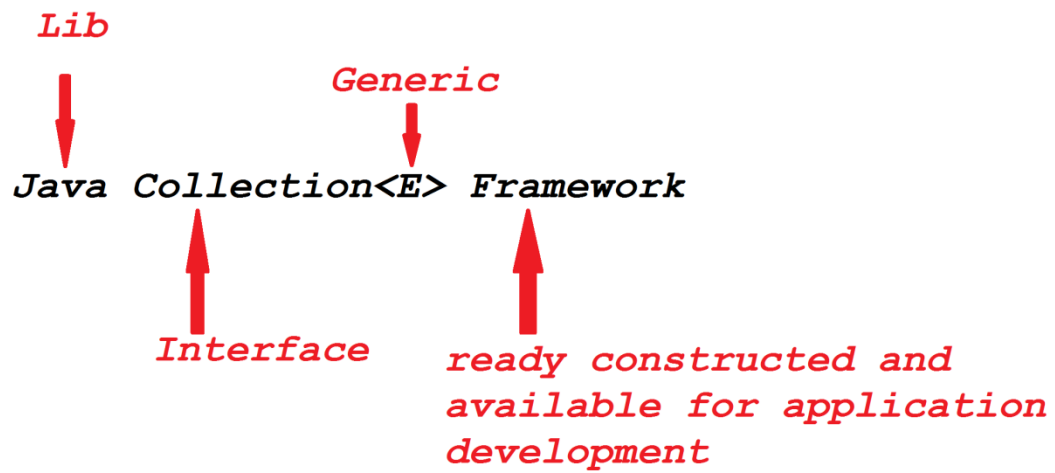 Lib
Generic
Java Collection<E> Framework
Interface
ready constructed and
available for application
development